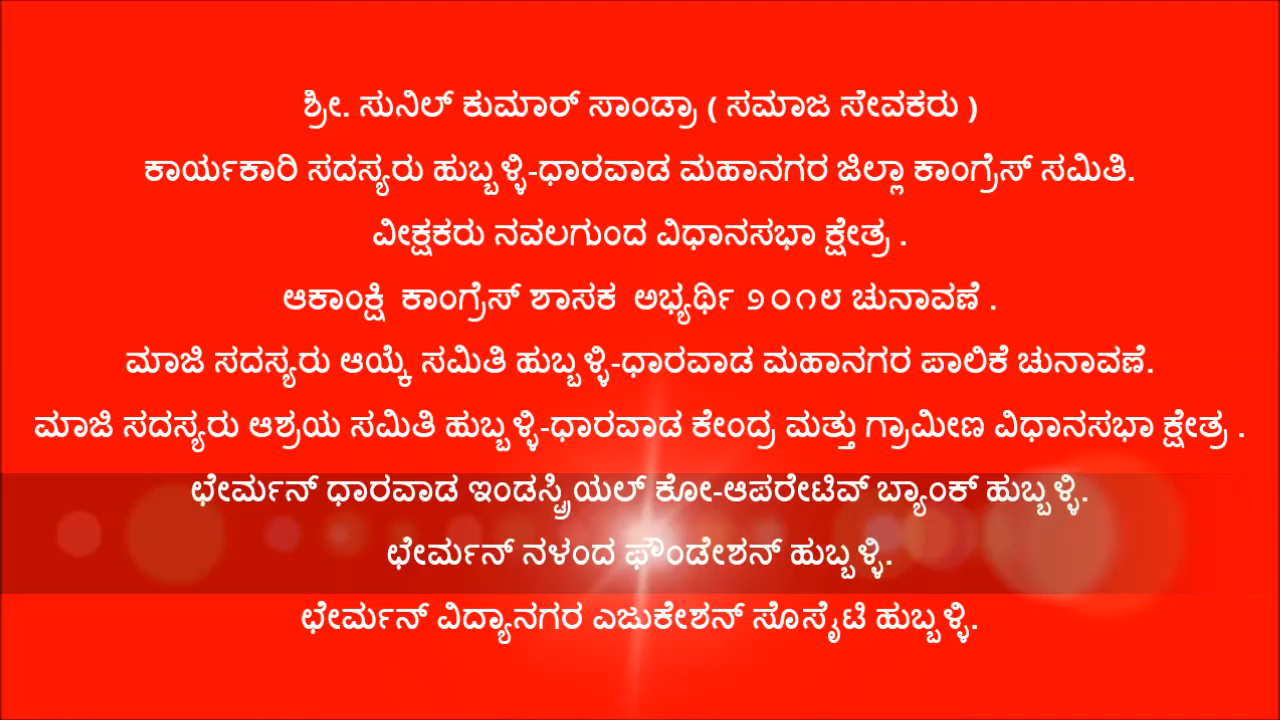 ಶ್ರೀ. ಸುನಿಲ್ ಕುಮಾರ್ ಸಾಂಡ್ರಾ ( ಸಮಾಜ ಸೇವಕರು )
ಕಾರ್ಯಕಾರಿ ಸದಸ್ಯರು ಹುಬ್ಬಳ್ಳಿ-ಧಾರವಾಡ ಮಹಾನಗರ ಜಿಲ್ಲಾ ಕಾಂಗ್ರೆಸ್ ಸಮಿತಿ.
ವೀಕ್ಷಕರು ನವಲಗುಂದ ವಿಧಾನಸಭಾ ಕ್ಷೇತ್ರ .
ಆಕಾಂಕ್ಷಿ ಕಾಂಗ್ರೆಸ್ ಶಾಸಕ ಅಭ್ಯರ್ಥಿ ೨೦೧೮ ಚುನಾವಣೆ .
ಮಾಜಿ ಸದಸ್ಯರು ಆಯ್ಕೆ ಸಮಿತಿ ಹುಬ್ಬಳ್ಳಿ-ಧಾರವಾಡ ಮಹಾನಗರ ಪಾಲಿಕೆ ಚುನಾವಣೆ.
ಮಾಜಿ ಸದಸ್ಯರು ಆಶ್ರಯ ಸಮಿತಿ ಹುಬ್ಬಳ್ಳಿ-ಧಾರವಾಡ ಕೇಂದ್ರ ಮತ್ತು ಗ್ರಾಮೀಣ ವಿಧಾನಸಭಾ ಕ್ಷೇತ್ರ .
ಛೇರ್ಮನ್ ಧಾರವಾಡ ಇಂಡಸ್ಟ್ರಿಯಲ್ ಕೋ-ಆಪರೇಟಿವ್ ಬ್ಯಾಂಕ್ ಹುಬ್ಬಳ್ಳಿ.
ಛೇರ್ಮನ್ ನಳಂದ ಫೌಂಡೇಶನ್ ಹುಬ್ಬಳ್ಳಿ.
ಛೇರ್ಮನ್ ವಿದ್ಯಾನಗರ ಎಜುಕೇಶನ್ ಸೊಸೈಟಿ ಹುಬ್ಬಳ್ಳಿ.